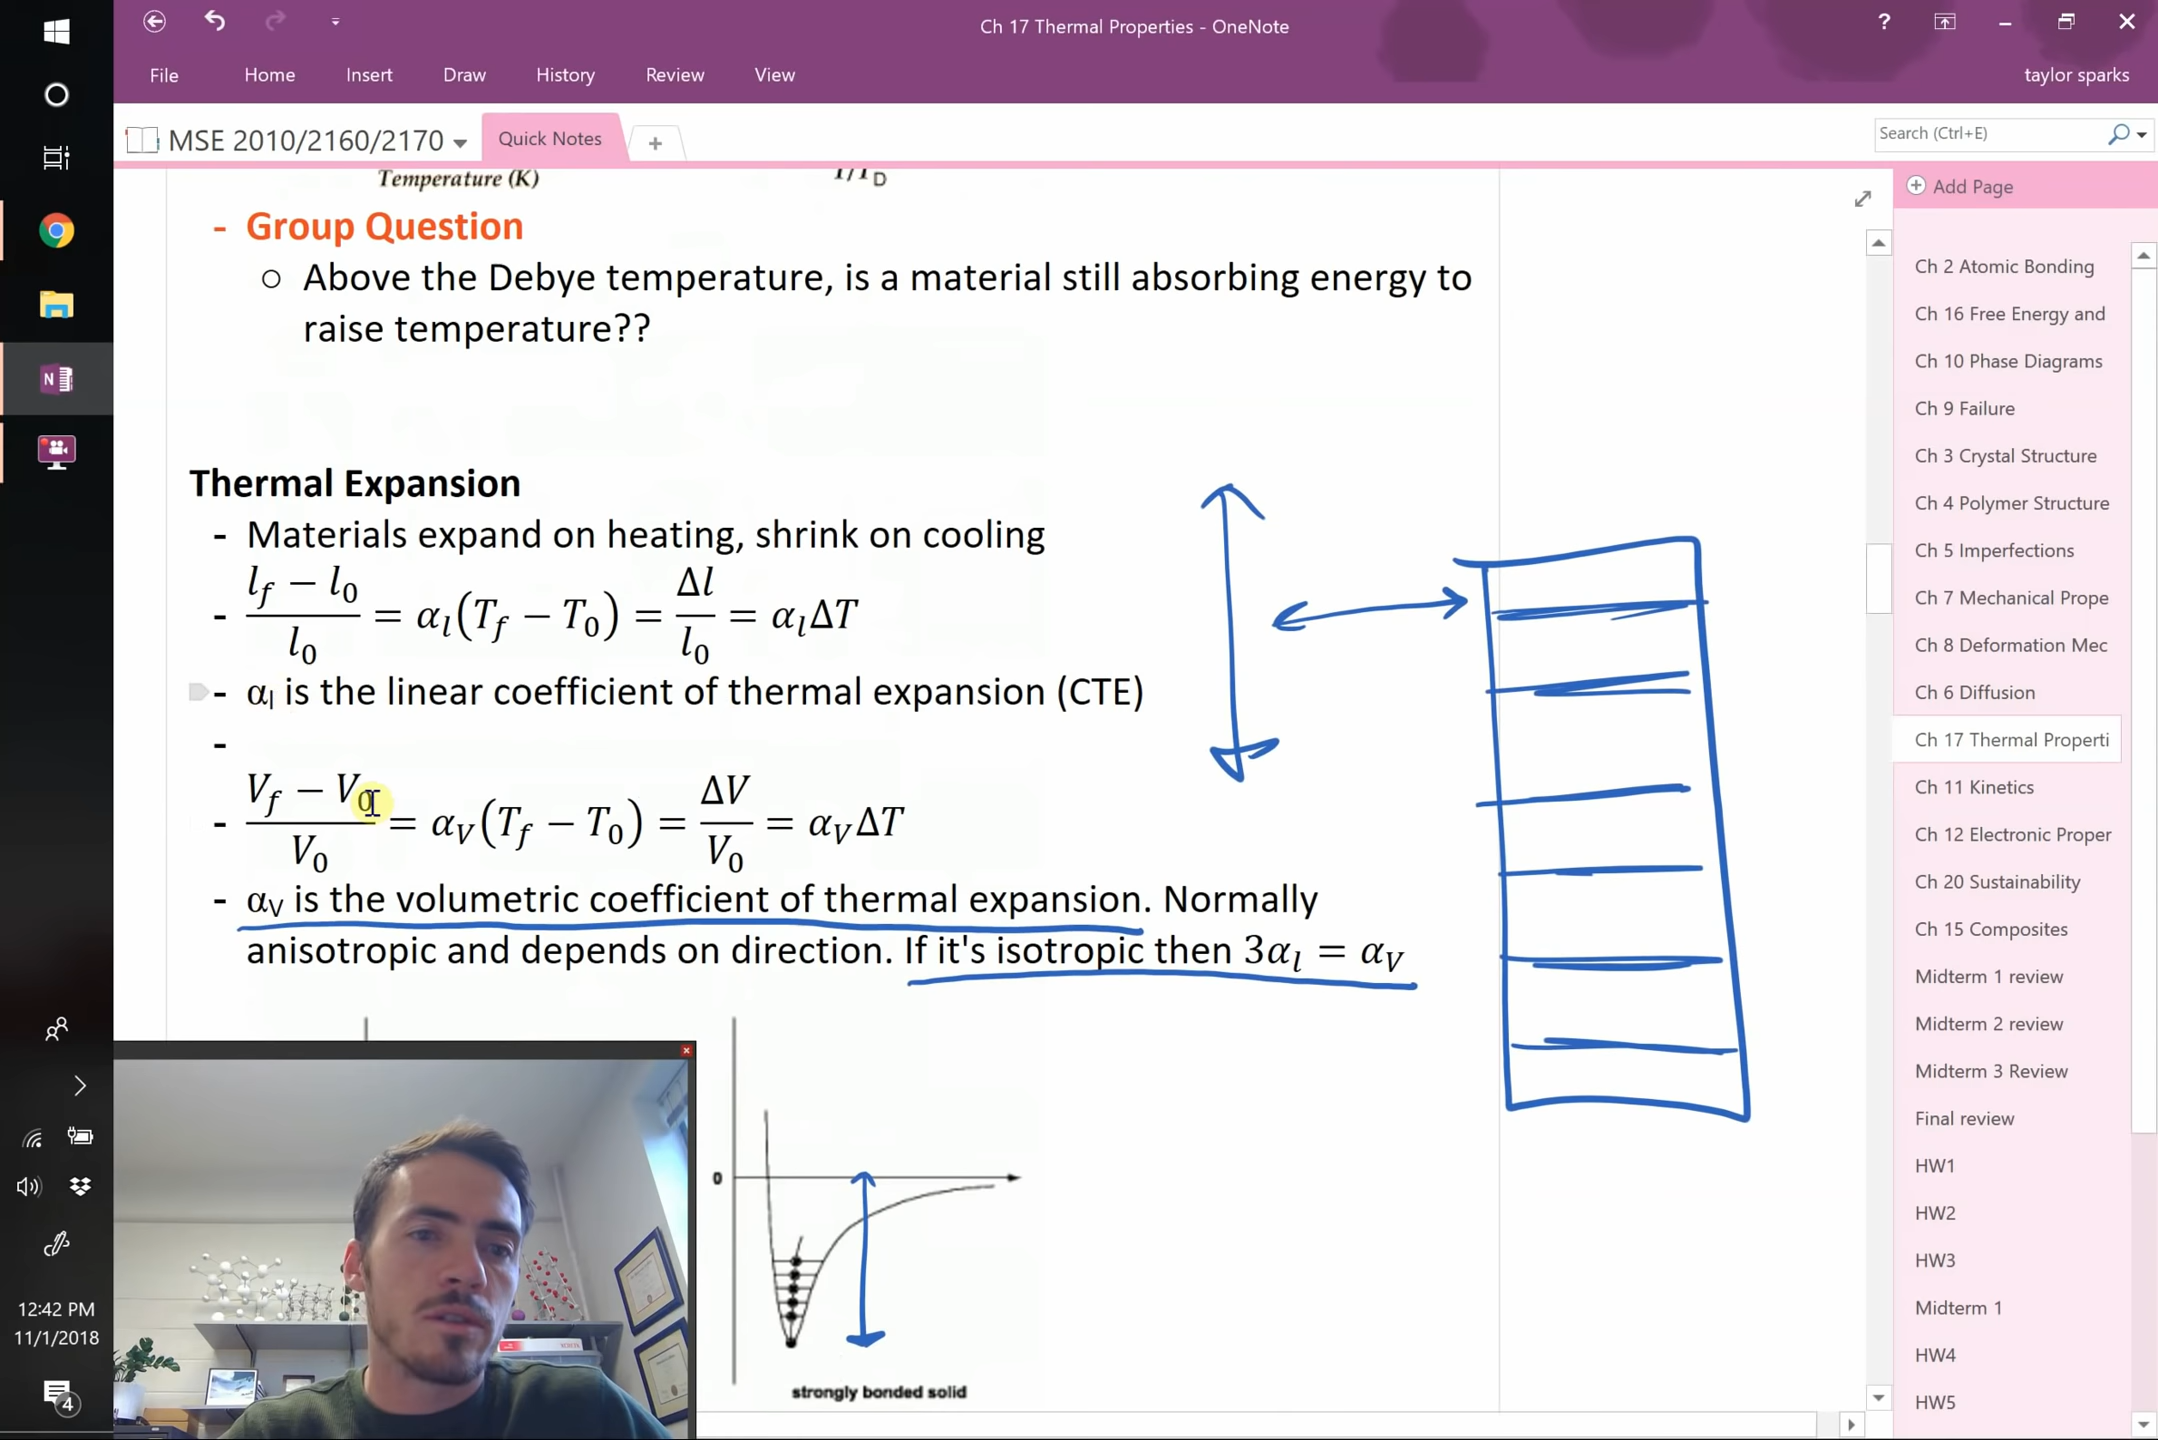 Ch 17 Thermal Properties - OneNote
?
File Home Insert Draw History Review View
taylor sparks
MSE 2010/2160/2170
Quick Notes
+
Search (Ctrl+E)
Temperature (K)
T/T_D
- Group Question
○ Above the Debye temperature, is a material still absorbing energy to
raise temperature??
Thermal Expansion
- Materials expand on heating, shrink on cooling
- (l_f − l_0)/l_0 = α_l(T_f − T_0) = Δl/l_0 = α_lΔT
- α_l is the linear coefficient of thermal expansion (CTE)
-
- (V_f − V_0)/V_0 = α_V(T_f − T_0) = ΔV/V_0 = α_VΔT
- α_V is the volumetric coefficient of thermal expansion. Normally
anisotropic and depends on direction. If it's isotropic then 3α_l = α_V
0
strongly bonded solid
Add Page
Ch 2 Atomic Bonding
Ch 16 Free Energy and
Ch 10 Phase Diagrams
Ch 9 Failure
Ch 3 Crystal Structure
Ch 4 Polymer Structure
Ch 5 Imperfections
Ch 7 Mechanical Prope
Ch 8 Deformation Mec
Ch 6 Diffusion
Ch 17 Thermal Properti
Ch 11 Kinetics
Ch 12 Electronic Proper
Ch 20 Sustainability
Ch 15 Composites
Midterm 1 review
Midterm 2 review
Midterm 3 Review
Final review
HW1
HW2
HW3
Midterm 1
HW4
HW5
N
12:42 PM
11/1/2018
4